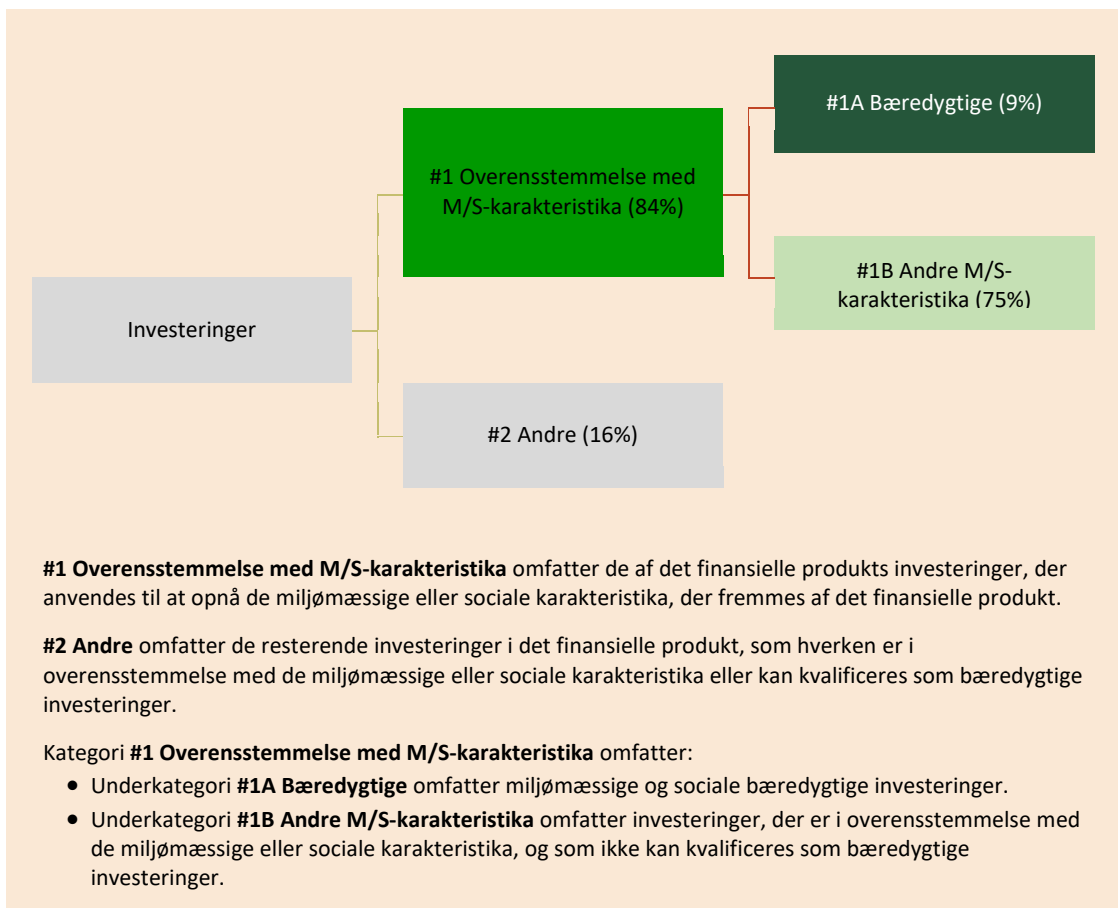 #1A Bæredygtige (9%)
#1 Overensstemmelse med
M/S-karakteristika (84%)
#1B Andre M/S-
karakteristika (75%)
Investeringer
#2 Andre (16%)
#1 Overensstemmelse med M/S-karakteristika omfatter de af det finansielle produkts investeringer, der
anvendes til at opnå de miljømæssige eller sociale karakteristika, der fremmes af det finansielle produkt.
#2 Andre omfatter de resterende investeringer i det finansielle produkt, som hverken er i
overensstemmelse med de miljømæssige eller sociale karakteristika eller kan kvalificeres som bæredygtige
investeringer.
Kategori #1 Overensstemmelse med M/S-karakteristika omfatter:
• Underkategori #1A Bæredygtige omfatter miljømæssige og sociale bæredygtige investeringer.
• Underkategori #1B Andre M/S-karakteristika omfatter investeringer, der er i overensstemmelse med
de miljømæssige eller sociale karakteristika, og som ikke kan kvalificeres som bæredygtige
investeringer.